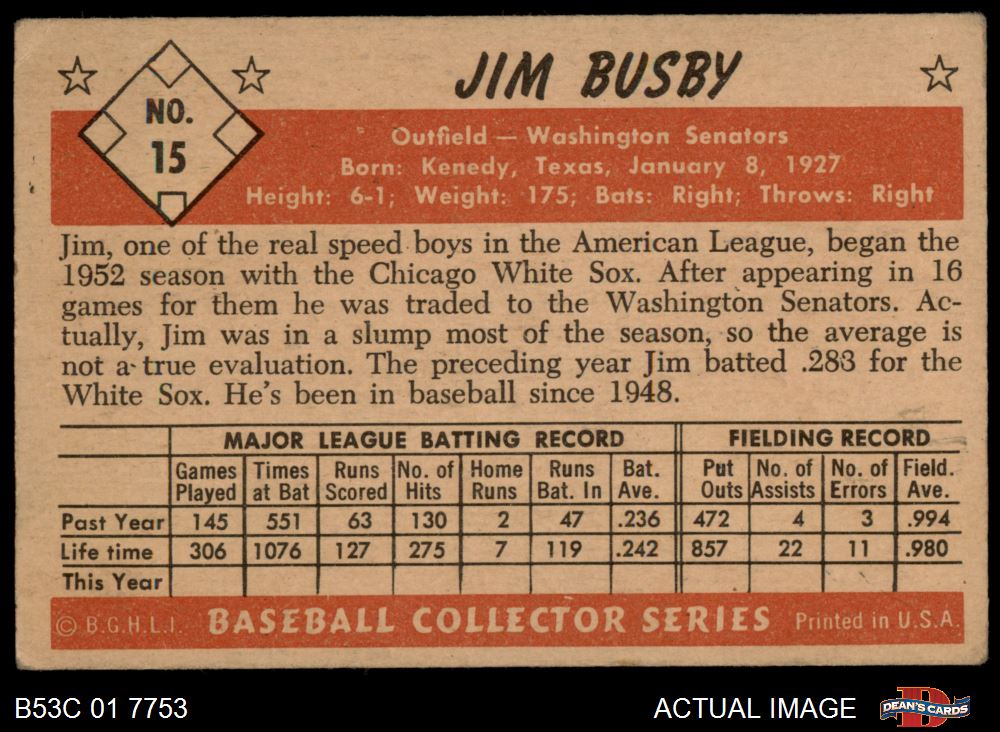 JIM BUSBY
NO.
15
Outfield — Washington Senators
Born: Kenedy, Texas, January 8, 1927
Height: 6-1; Weight: 175; Bats: Right; Throws: Right
Jim, one of the real speed boys in the American League, began the
1952 season with the Chicago White Sox. After appearing in 16
games for them he was traded to the Washington Senators. Ac-
tually, Jim was in a slump most of the season, so the average is
not a true evaluation. The preceding year Jim batted .283 for the
White Sox. He's been in baseball since 1948.
MAJOR LEAGUE BATTING RECORD FIELDING RECORD
Games Times Runs No. of Home Runs Bat. Put No. of No. of Field.
Played at Bat Scored Hits Runs Bat. In Ave. Outs Assists Errors Ave.
Past Year 145 551 63 130 2 47 .236 472 4 3 .994
Life time 306 1076 127 275 7 119 .242 857 22 11 .980
This Year
© B.G.H.L.I. BASEBALL COLLECTOR SERIES Printed in U.S.A.
B53C 01 7753 ACTUAL IMAGE D DEAN'S CARDS